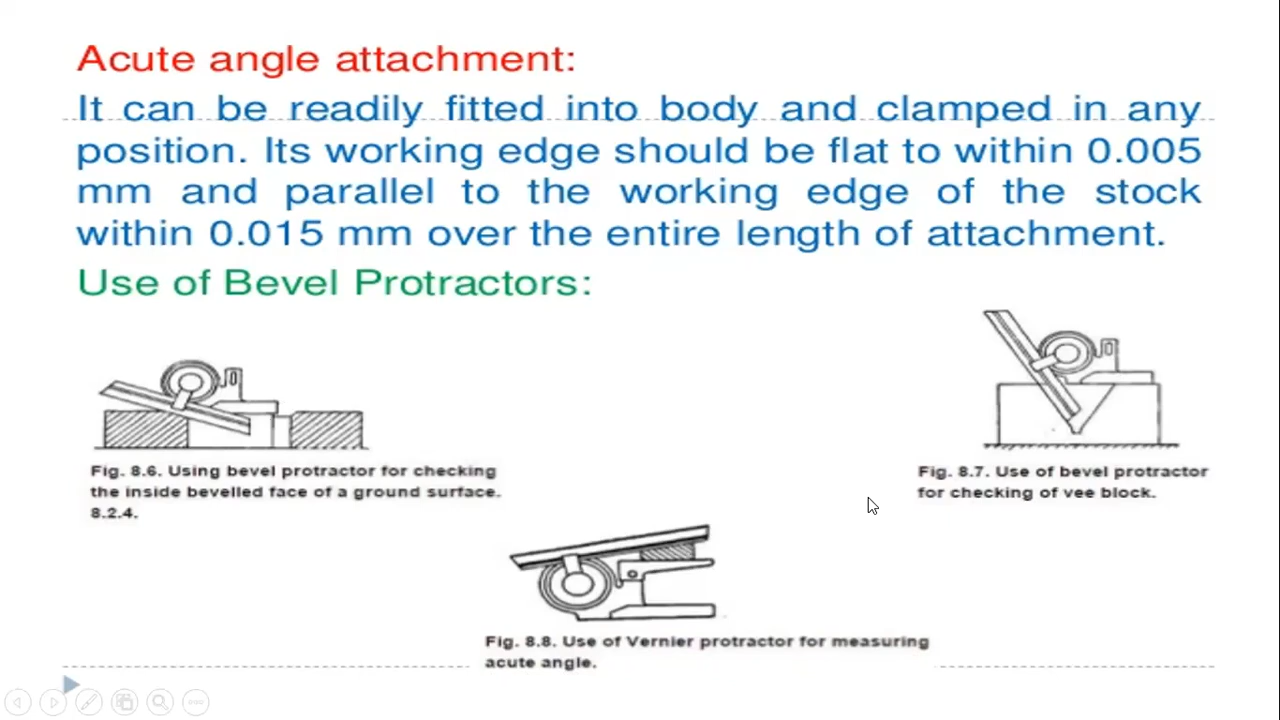 Acute angle attachment:
It can be readily fitted into body and clamped in any
position. Its working edge should be flat to within 0.005
mm and parallel to the working edge of the stock
within 0.015 mm over the entire length of attachment.
Use of Bevel Protractors:
Fig. 8.6. Using bevel protractor for checking
the inside bevelled face of a ground surface.
8.2.4.
Fig. 8.7. Use of bevel protractor
for checking of vee block.
Fig. 8.8. Use of Vernier protractor for measuring
acute angle.